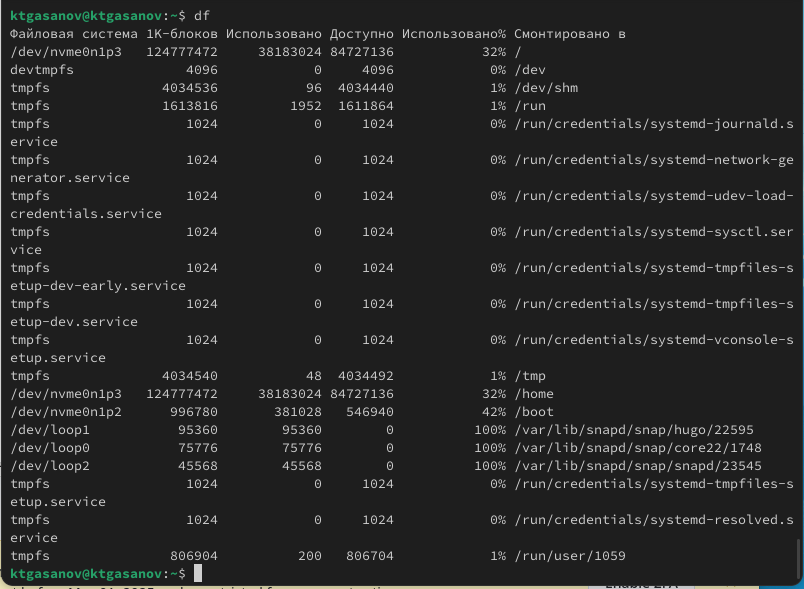 ktgasanov@ktgasanov:~$ df
Файловая система 1K-блоков Использовано Доступно Использовано% Смонтировано в
/dev/nvme0n1p3   124777472     38183024 84727136           32% /
devtmpfs              4096            0     4096            0% /dev
tmpfs              4034536           96  4034440            1% /dev/shm
tmpfs              1613816         1952  1611864            1% /run
tmpfs                 1024            0     1024            0% /run/credentials/systemd-journald.s
ervice
tmpfs                 1024            0     1024            0% /run/credentials/systemd-network-ge
nerator.service
tmpfs                 1024            0     1024            0% /run/credentials/systemd-udev-load-
credentials.service
tmpfs                 1024            0     1024            0% /run/credentials/systemd-sysctl.ser
vice
tmpfs                 1024            0     1024            0% /run/credentials/systemd-tmpfiles-s
etup-dev-early.service
tmpfs                 1024            0     1024            0% /run/credentials/systemd-tmpfiles-s
etup-dev.service
tmpfs                 1024            0     1024            0% /run/credentials/systemd-vconsole-s
etup.service
tmpfs              4034540           48  4034492            1% /tmp
/dev/nvme0n1p3   124777472     38183024 84727136           32% /home
/dev/nvme0n1p2      996780       381028   546940           42% /boot
/dev/loop1           95360        95360        0          100% /var/lib/snapd/snap/hugo/22595
/dev/loop0           75776        75776        0          100% /var/lib/snapd/snap/core22/1748
/dev/loop2           45568        45568        0          100% /var/lib/snapd/snap/snapd/23545
tmpfs                 1024            0     1024            0% /run/credentials/systemd-tmpfiles-s
etup.service
tmpfs                 1024            0     1024            0% /run/credentials/systemd-resolved.s
ervice
tmpfs               806904          200   806704            1% /run/user/1059
ktgasanov@ktgasanov:~$